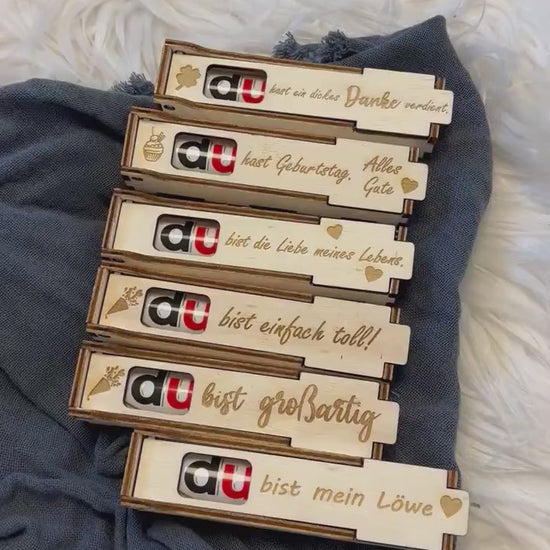 du hast ein dickes Danke verdient.
du hast Geburtstag. Alles
Gute
du bist die Liebe meines Lebens.
du bist einfach toll!
du bist großartig
du bist mein Löwe